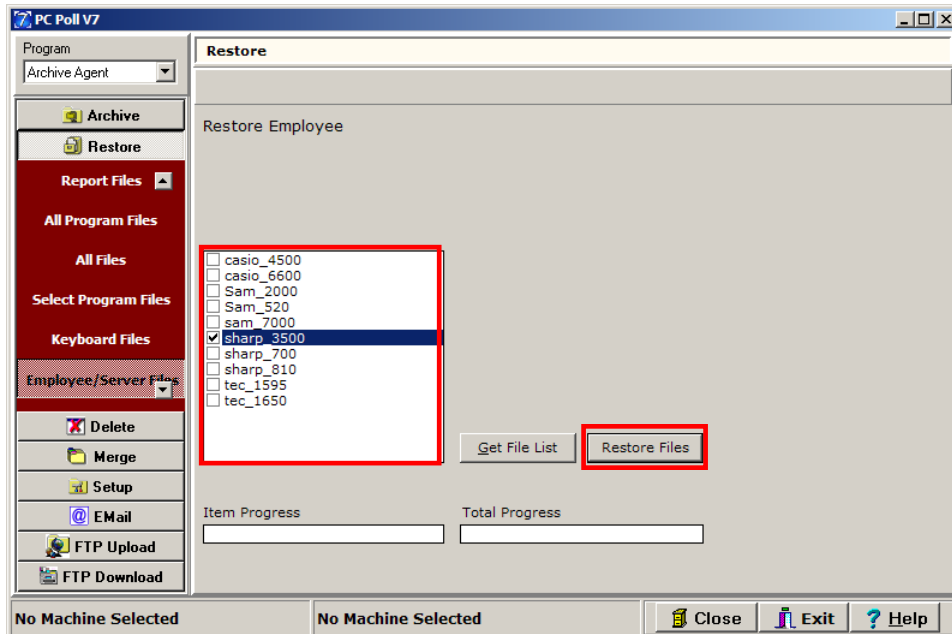 PC Poll V7
Program
Archive Agent
Archive
Restore
Report Files
All Program Files
All Files
Select Program Files
Keyboard Files
Employee/Server Files
Delete
Merge
Setup
EMail
FTP Upload
FTP Download
Restore
Restore Employee
casio_4500
casio_6600
Sam_2000
Sam_520
sam_7000
sharp_3500
sharp_700
sharp_810
tec_1595
tec_1650
Get File List
Restore Files
Item Progress
Total Progress
No Machine Selected
No Machine Selected
Close
Exit
? Help